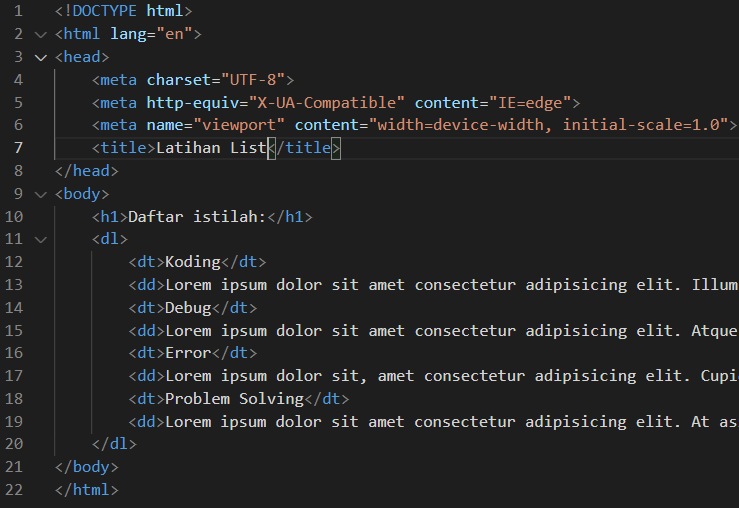 1 <!DOCTYPE html>
2 <html lang="en">
3 <head>
4 <meta charset="UTF-8">
5 <meta http-equiv="X-UA-Compatible" content="IE=edge">
6 <meta name="viewport" content="width=device-width, initial-scale=1.0">
7 <title>Latihan List</title>
8 </head>
9 <body>
10 <h1>Daftar istilah:</h1>
11 <dl>
12 <dt>Koding</dt>
13 <dd>Lorem ipsum dolor sit amet consectetur adipisicing elit. Illum
14 <dt>Debug</dt>
15 <dd>Lorem ipsum dolor sit amet consectetur adipisicing elit. Atque
16 <dt>Error</dt>
17 <dd>Lorem ipsum dolor sit, amet consectetur adipisicing elit. Cupi
18 <dt>Problem Solving</dt>
19 <dd>Lorem ipsum dolor sit amet consectetur adipisicing elit. At as
20 </dl>
21 </body>
22 </html>